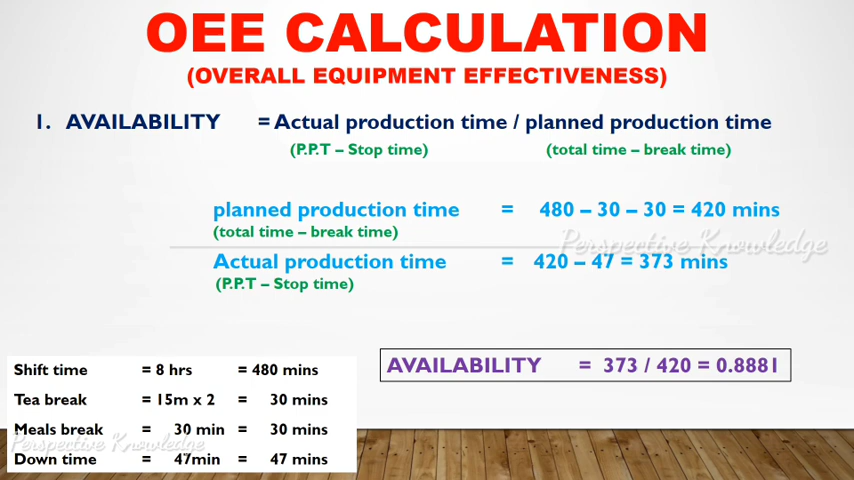 OEE CALCULATION
(OVERALL EQUIPMENT EFFECTIVENESS)
1. AVAILABILITY = Actual production time / planned production time
(P.P.T – Stop time) (total time – break time)
planned production time = 480 – 30 – 30 = 420 mins
(total time – break time)
Perspective Knowledge
Actual production time = 420 – 47 = 373 mins
(P.P.T – Stop time)
AVAILABILITY = 373 / 420 = 0.8881
Shift time = 8 hrs = 480 mins
Tea break = 15m x 2 = 30 mins
Meals break = 30 min = 30 mins
Perspective Knowledge
Down time = 47min = 47 mins